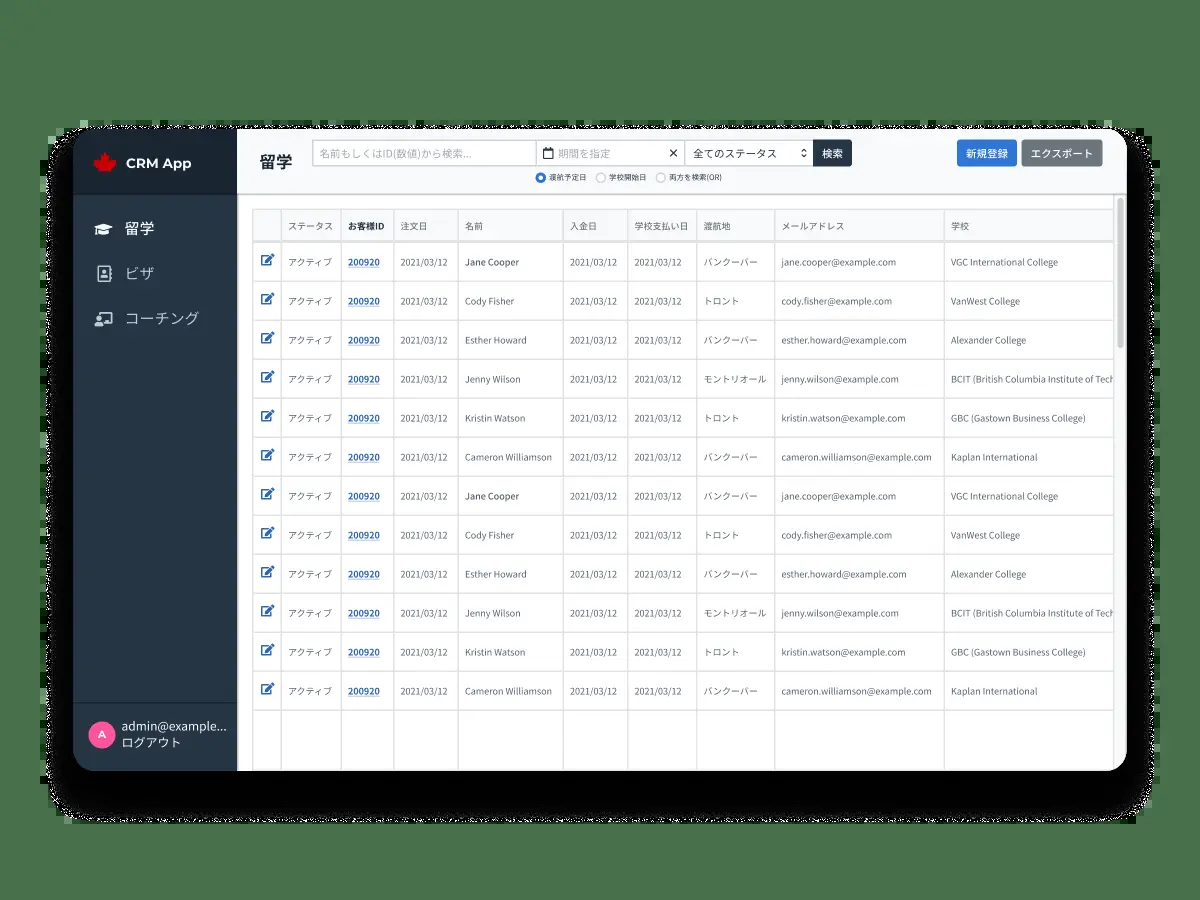 CRM App
留学
ビザ
コーチング
admin@example...
ログアウト
A
留学
名前もしくはID(数値)から検索...
期間を指定
全てのステータス
検索
渡航予定日 学校開始日 両方を検索(OR)
新規登録
エクスポート
ステータス お客様ID 注文日 名前 入金日 学校支払い日 渡航地 メールアドレス 学校
アクティブ 200920 2021/03/12 Jane Cooper 2021/03/12 2021/03/12 バンクーバー jane.cooper@example.com VGC International College
アクティブ 200920 2021/03/12 Cody Fisher 2021/03/12 2021/03/12 トロント cody.fisher@example.com VanWest College
アクティブ 200920 2021/03/12 Esther Howard 2021/03/12 2021/03/12 バンクーバー esther.howard@example.com Alexander College
アクティブ 200920 2021/03/12 Jenny Wilson 2021/03/12 2021/03/12 モントリオール jenny.wilson@example.com BCIT (British Columbia Institute of Tech
アクティブ 200920 2021/03/12 Kristin Watson 2021/03/12 2021/03/12 トロント kristin.watson@example.com GBC (Gastown Business College)
アクティブ 200920 2021/03/12 Cameron Williamson 2021/03/12 2021/03/12 バンクーバー cameron.williamson@example.com Kaplan International
アクティブ 200920 2021/03/12 Jane Cooper 2021/03/12 2021/03/12 バンクーバー jane.cooper@example.com VGC International College
アクティブ 200920 2021/03/12 Cody Fisher 2021/03/12 2021/03/12 トロント cody.fisher@example.com VanWest College
アクティブ 200920 2021/03/12 Esther Howard 2021/03/12 2021/03/12 バンクーバー esther.howard@example.com Alexander College
アクティブ 200920 2021/03/12 Jenny Wilson 2021/03/12 2021/03/12 モントリオール jenny.wilson@example.com BCIT (British Columbia Institute of Tech
アクティブ 200920 2021/03/12 Kristin Watson 2021/03/12 2021/03/12 トロント kristin.watson@example.com GBC (Gastown Business College)
アクティブ 200920 2021/03/12 Cameron Williamson 2021/03/12 2021/03/12 バンクーバー cameron.williamson@example.com Kaplan International